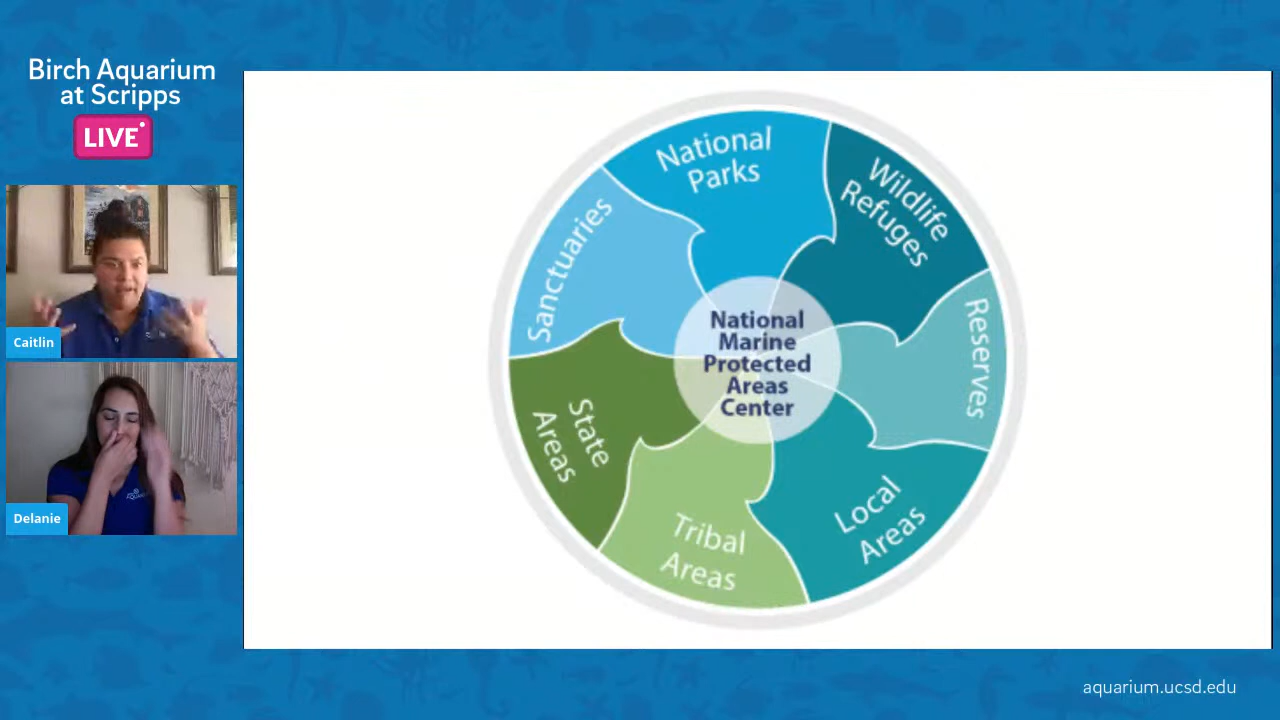 Birch Aquarium
at Scripps
LIVE
Caitlin
Delanie
National
Parks
Wildlife
Refuges
Sanctuaries
Reserves
National
Marine
Protected
Areas
Center
State
Areas
Local
Areas
Tribal
Areas
aquarium.ucsd.edu